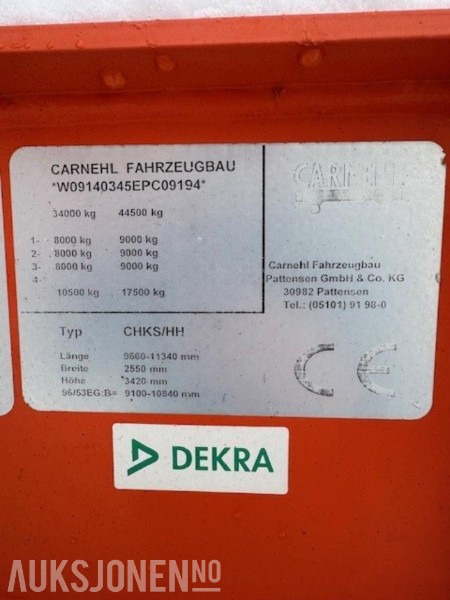 CARNEHL FAHRZEUGBAU
*W09140345EPC09194*
34000 kg 44500 kg
1- 8000 kg 9000 kg
2- 8000 kg 9000 kg
3- 8000 kg 9000 kg
4-
10500 kg 17500 kg
Typ CHKS/HH
Länge 9660-11340 mm
Breite 2550 mm
Höhe 3420 mm
96/53EG:B= 9100-10840 mm
CARNEHL
Carnehl Fahrzeugbau
Pattensen GmbH & Co. KG
30982 Pattensen
Tel.: (05101) 91 98-0
CE
DEKRA
AUKSJONEN.NO